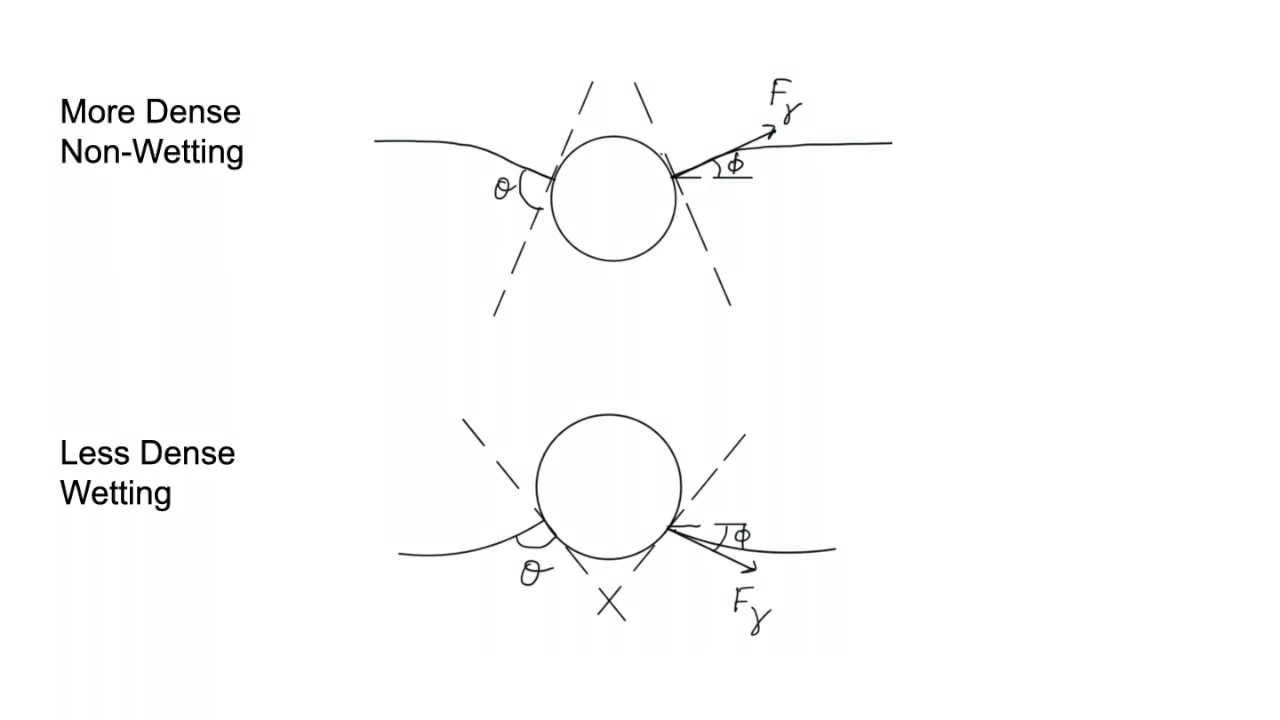 More Dense
Non-Wetting
Fγ
θ
ϕ
Less Dense
Wetting
θ
ϕ
Fγ